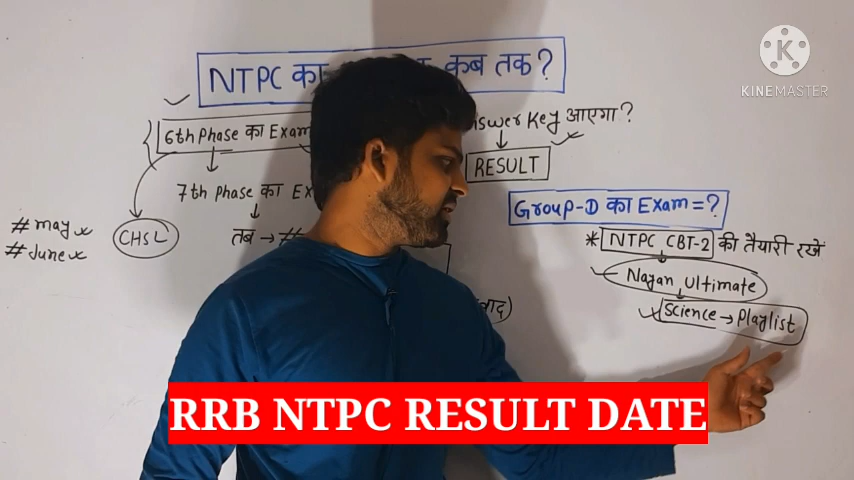 NTPC का कब तक?
6th Phase का Exam
Answer Key आएगा?
RESULT
7th Phase का
Group-D का Exam=?
#may x
#June x
CHSL
तब → #
* NTPC CBT-2 की तैयारी रखें
Nayan Ultimate
Science → Playlist
RRB NTPC RESULT DATE
KINEMASTER